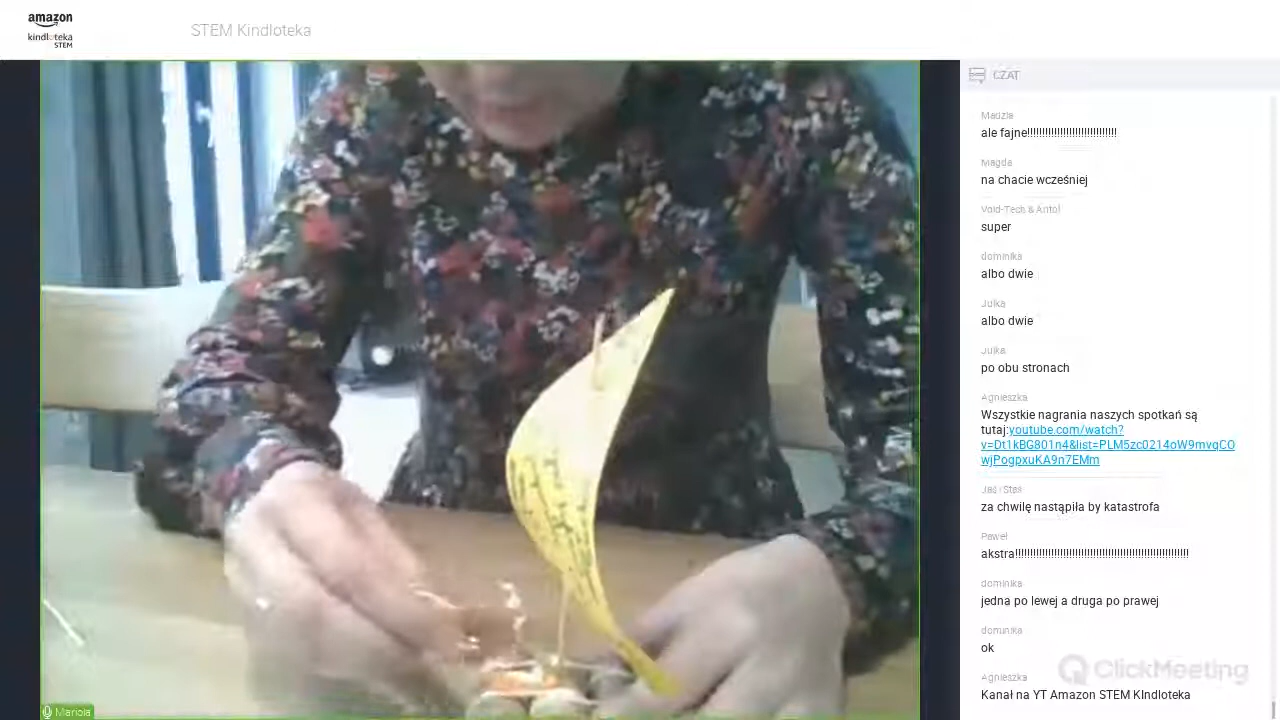 amazon
kindloteka
STEM
STEM Kindloteka
CZAT
Madzia
ale fajne!!!!!!!!!!!!!!!!!!!!!!!!!!!!!!
Magda
na chacie wcześniej
super
dominika
albo dwie
Julka
albo dwie
Julka
po obu stronach
Agnieszka
Wszystkie nagrania naszych spotkań są
tutaj:youtube.com/watch?
v=Dt1kBG801n4&list=PLM5zc0214oW9mvqCO
wjPogpxuKA9n7EMm
Jaś i Staś
za chwilę nastąpiła by katastrofa
Paweł
akstra!!!!!!!!!!!!!!!!!!!!!!!!!!!!!!!!!!!!!!!!!!!!!!!!!!!!!!!!!!
dominika
jedna po lewej a druga po prawej
dominika
ok
ClickMeeting
Agnieszka
Kanał na YT Amazon STEM KIndloteka
Mariola